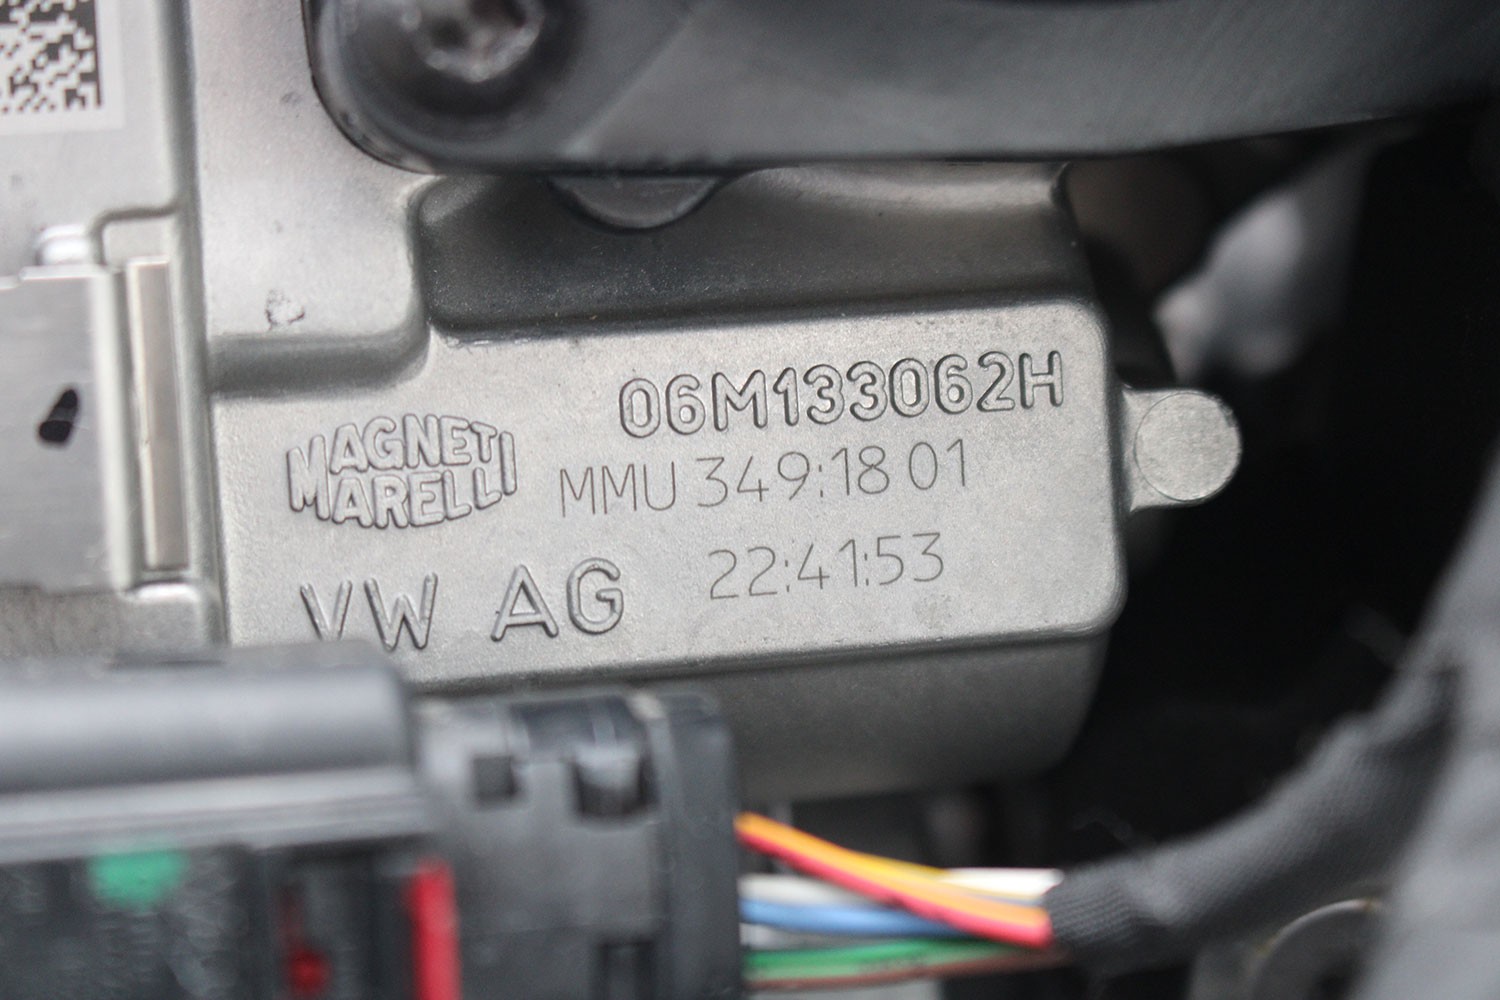 06M133062H
MAGNETI
MARELLI
MMU 349:18 01
VW AG
22:41:53